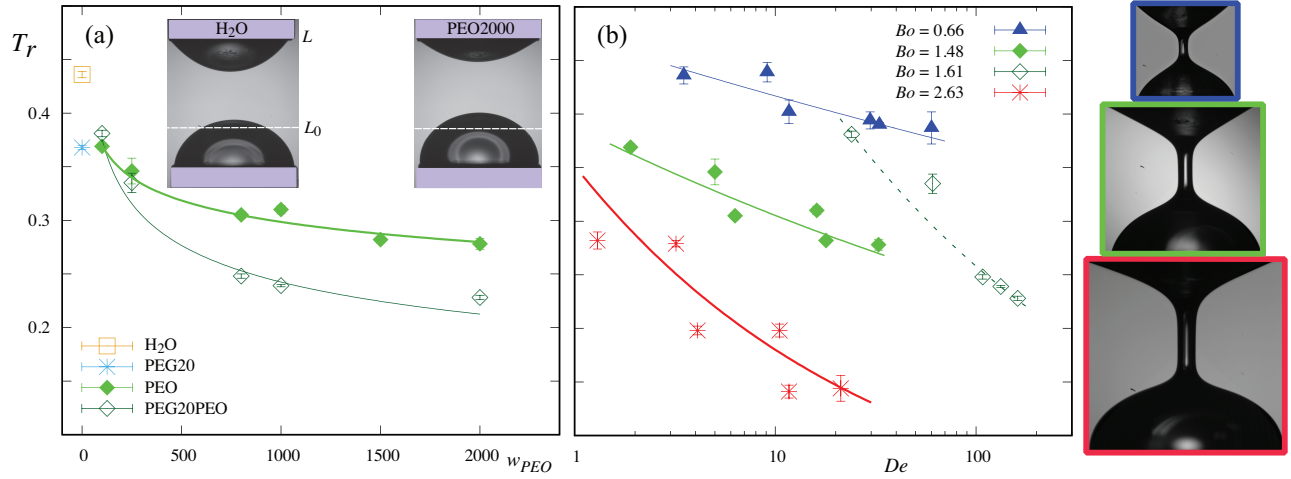 T_r (a) H₂O L PEO2000 (b)
L₀
0.4
0.3
0.2
H₂O
PEG20
PEO
PEG20PEO
0 500 1000 1500 2000 w_PEO
Bo = 0.66
Bo = 1.48
Bo = 1.61
Bo = 2.63
1 10 De 100